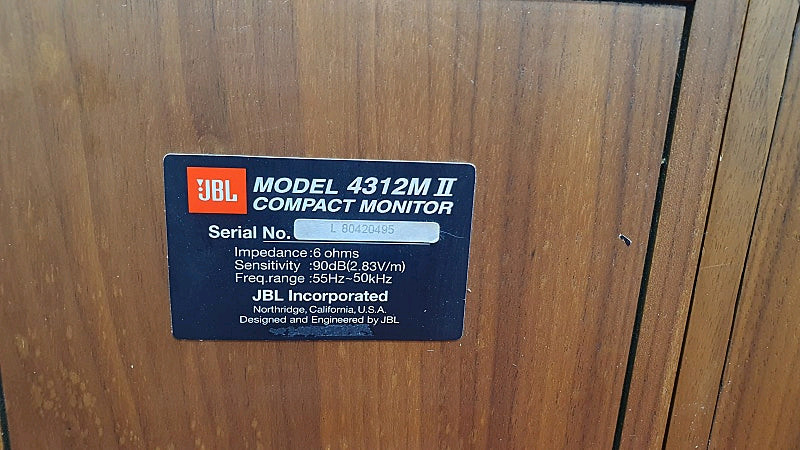 JBL MODEL 4312M II
COMPACT MONITOR
Serial No. L 80420495
Impedance:6 ohms
Sensitivity :90dB(2.83V/m)
Freq.range :55Hz~50kHz
JBL Incorporated
Northridge, California, U.S.A.
Designed and Engineered by JBL